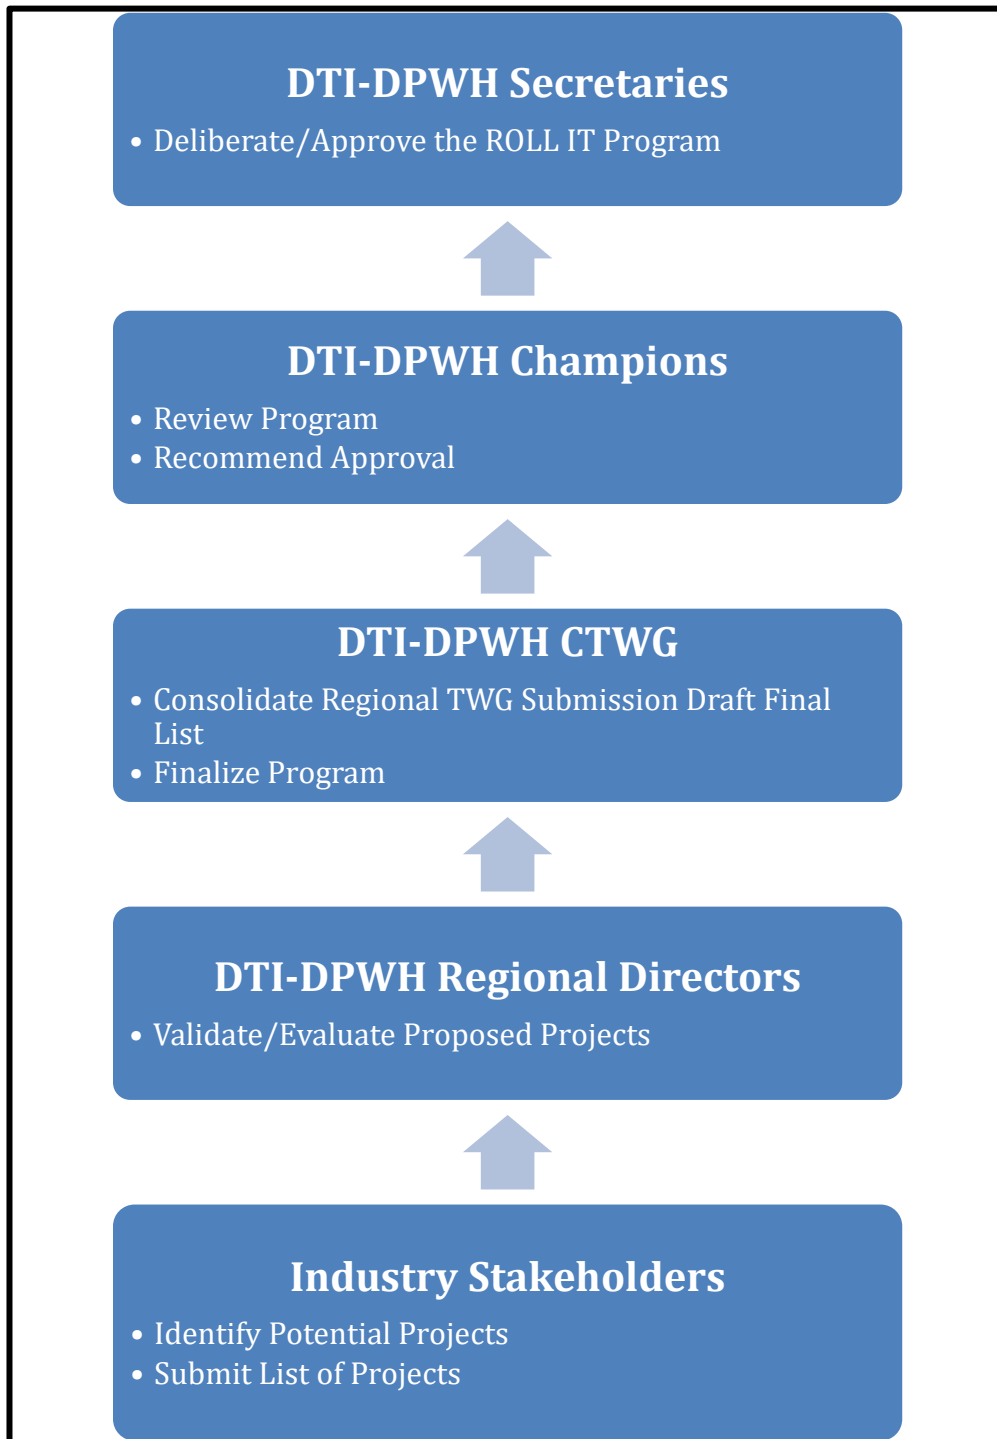 DTI-DPWH Secretaries
• Deliberate/Approve the ROLL IT Program
DTI-DPWH Champions
• Review Program
• Recommend Approval
DTI-DPWH CTWG
• Consolidate Regional TWG Submission Draft Final
List
• Finalize Program
DTI-DPWH Regional Directors
• Validate/Evaluate Proposed Projects
Industry Stakeholders
• Identify Potential Projects
• Submit List of Projects